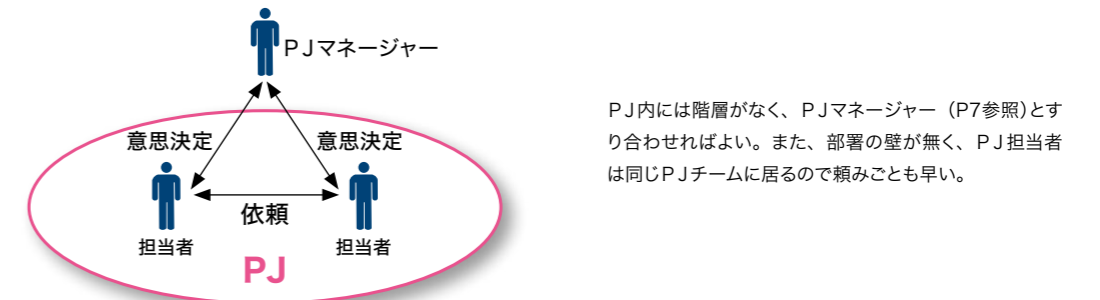 PJマネージャー
意思決定 意思決定
依頼
担当者 担当者
PJ
PJ内には階層がなく、PJマネージャー（P7参照）とす
り合わせればよい。また、部署の壁が無く、PJ担当者
は同じPJチームに居るので頼みごとも早い。